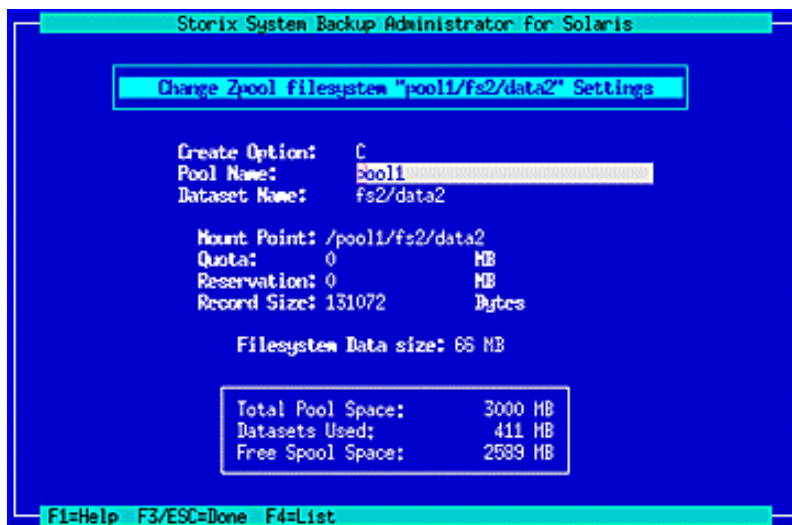 Storix System Backup Administrator for Solaris
Change Zpool filesystem "pool1/fs2/data2" Settings
Create Option: C
Pool Name: pool1
Dataset Name: fs2/data2
Mount Point: /pool1/fs2/data2
Quota: 0 MB
Reservation: 0 MB
Record Size: 131072 Bytes
Filesystem Data size: 66 MB
Total Pool Space: 3000 MB
Datasets Used: 411 MB
Free Spool Space: 2589 MB
F1=Help F3/ESC=Done F4=List